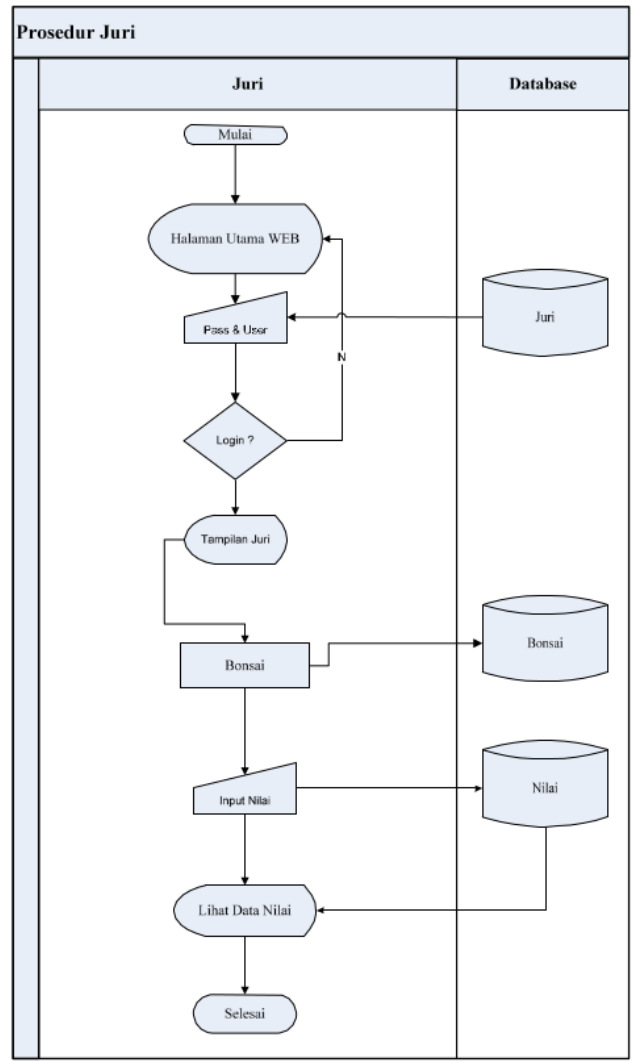 Prosedur Juri
Juri
Database
Mulai
Halaman Utama WEB
Pass & User
Juri
N
Login ?
Tampilan Juri
Bonsai
Bonsai
Input Nilai
Nilai
Lihat Data Nilai
Selesai